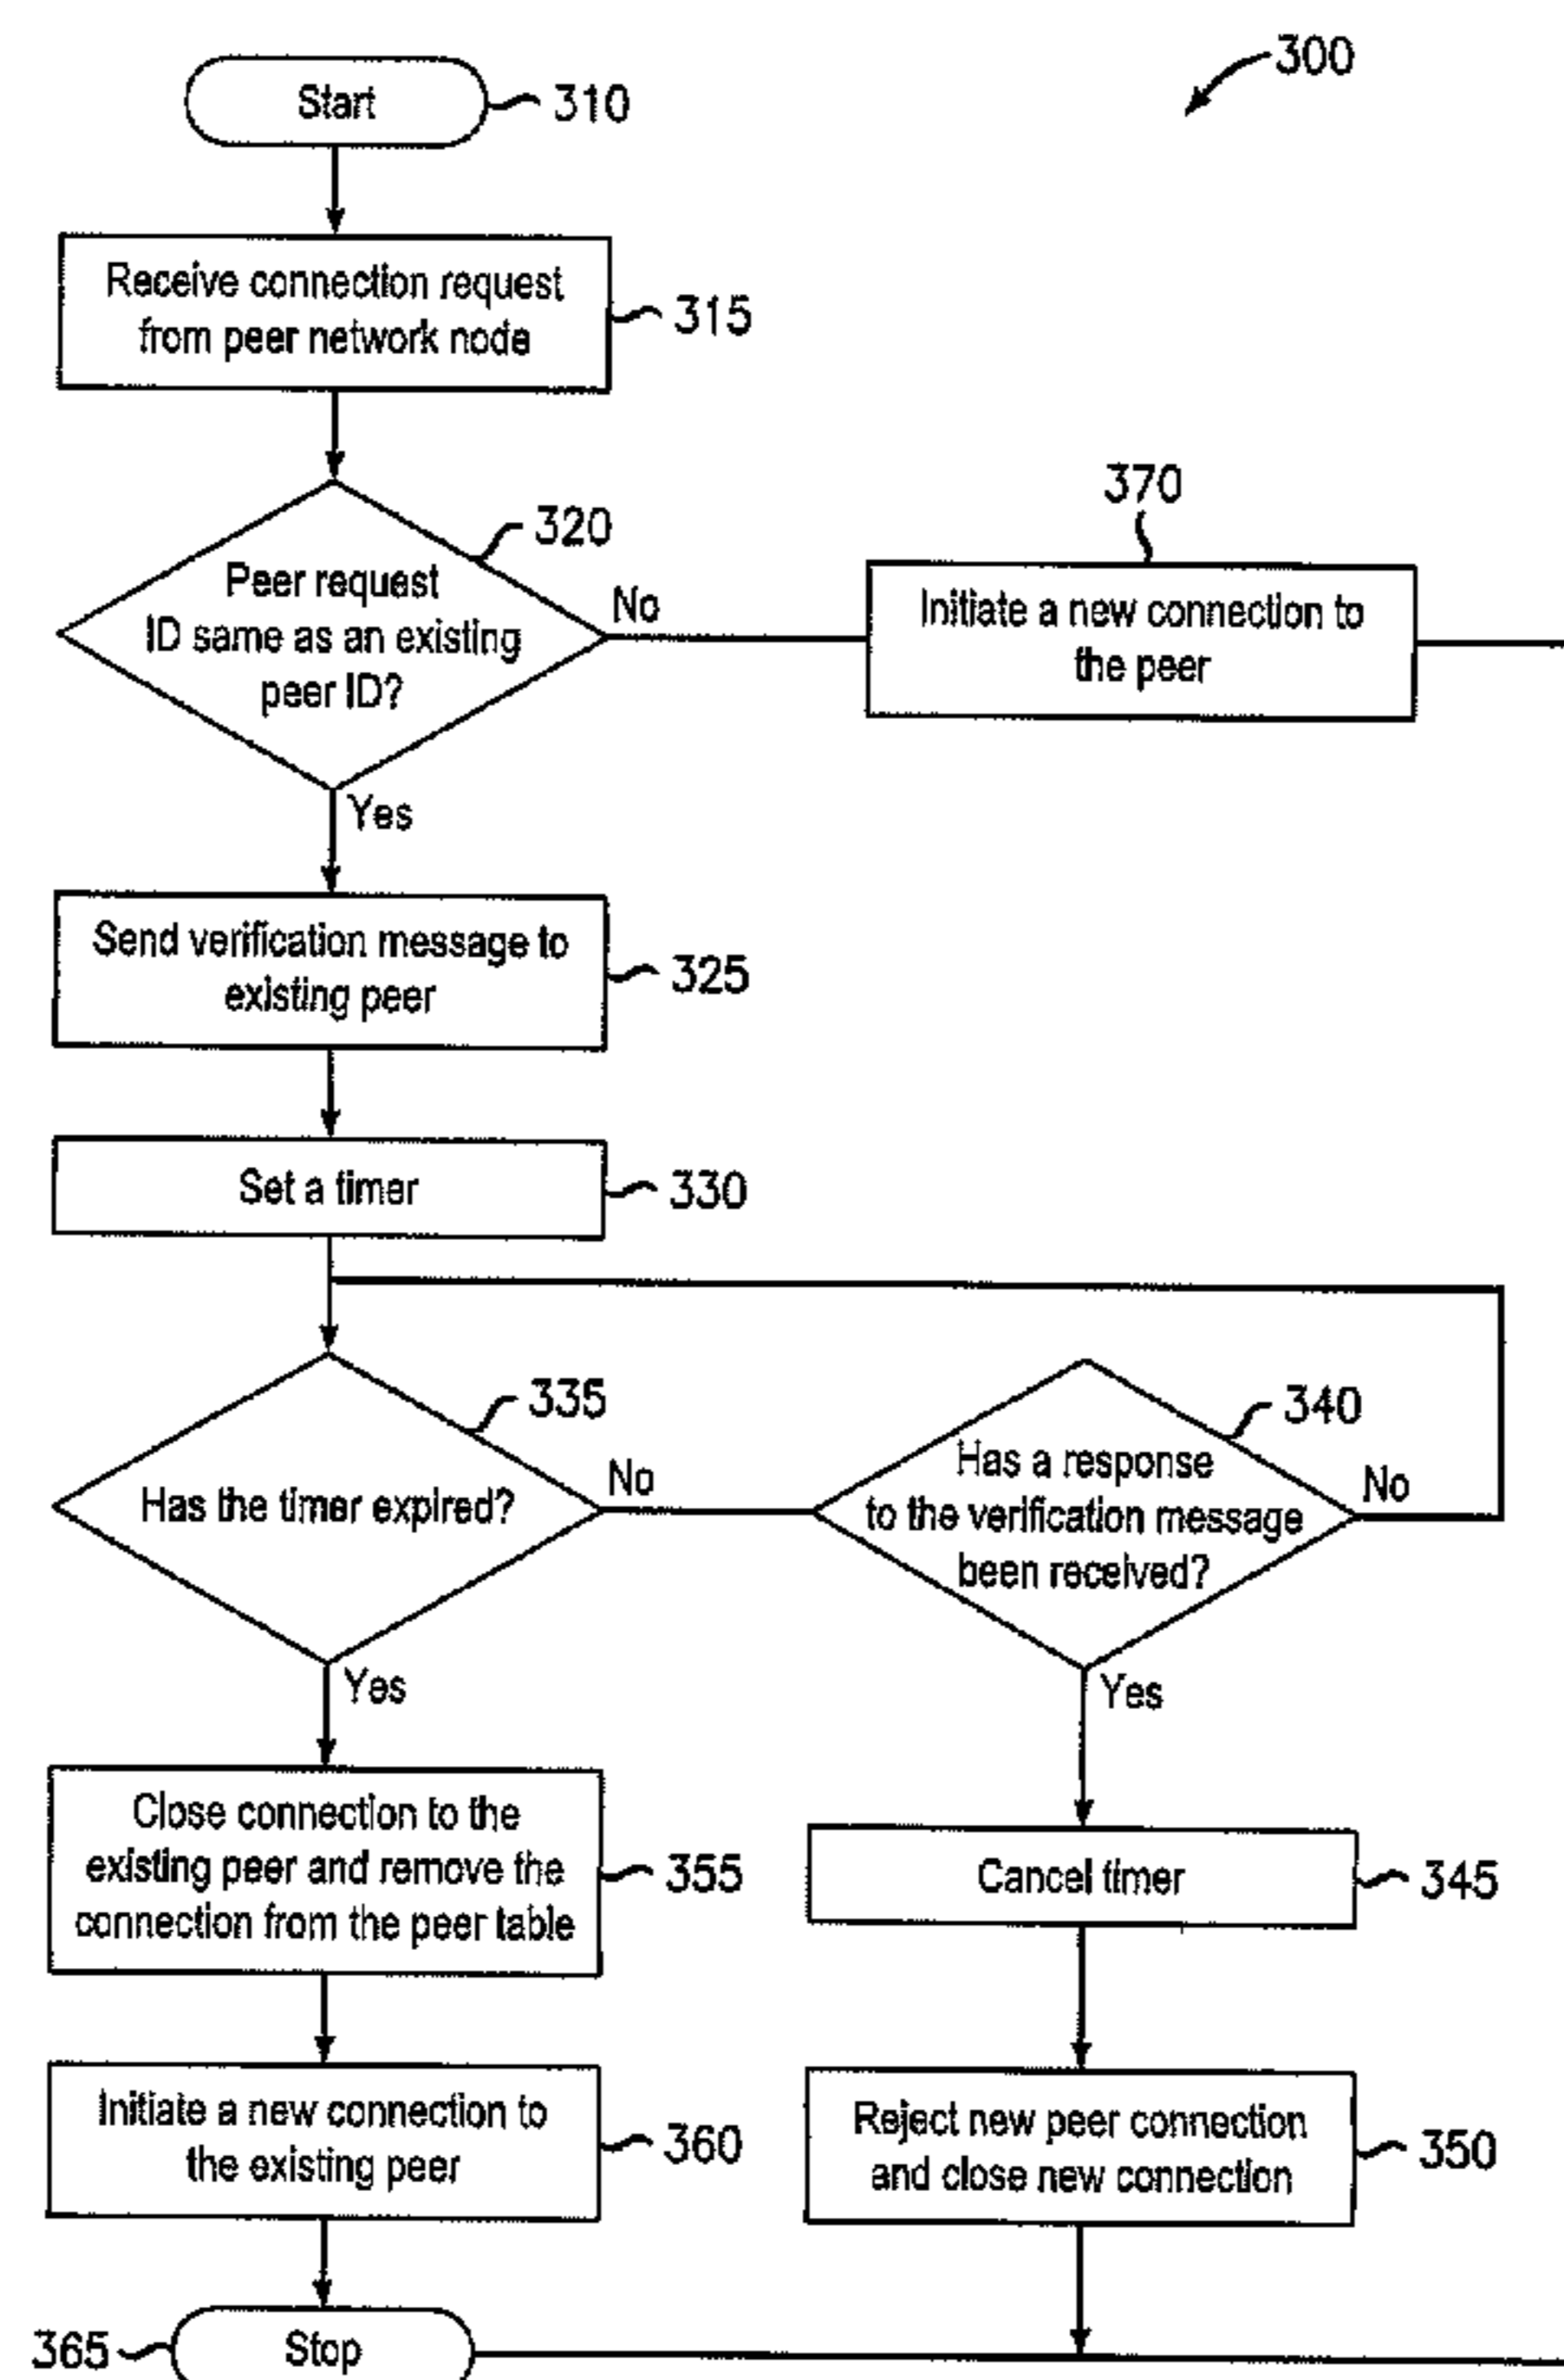 300
Start
310
Receive connection request
from peer network node
315
320
Peer request
ID same as an existing
peer ID?
No
Yes
370
Initiate a new connection to
the peer
Send verification message to
existing peer
325
Set a timer
330
335
Has the timer expired?
No
Yes
340
Has a response
to the verification message
been received?
No
Yes
Close connection to the
existing peer and remove the
connection from the peer table
355
Cancel timer
345
Initiate a new connection to
the existing peer
360
Reject new peer connection
and close new connection
350
365
Stop